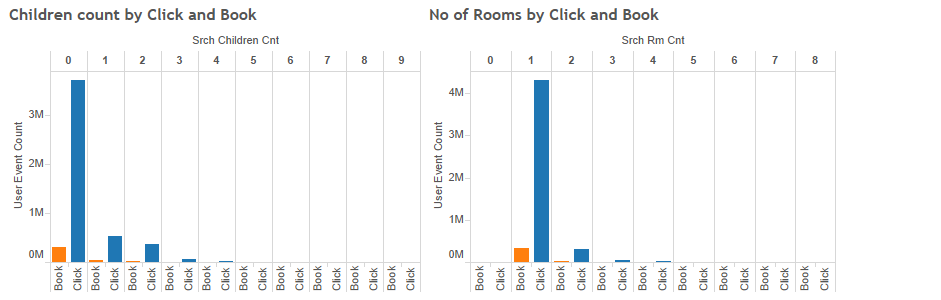 Children count by Click and Book
Srch Children Cnt
0 1 2 3 4 5 6 7 8 9
User Event Count
3M
2M
1M
0M
Book Click Book Click Book Click Book Click Book Click Book Click Book Click Book Click Book Click Book Click
No of Rooms by Click and Book
Srch Rm Cnt
0 1 2 3 4 5 6 7 8
User Event Count
4M
3M
2M
1M
0M
Book Click Book Click Book Click Book Click Book Click Book Click Book Click Book Click Book Click